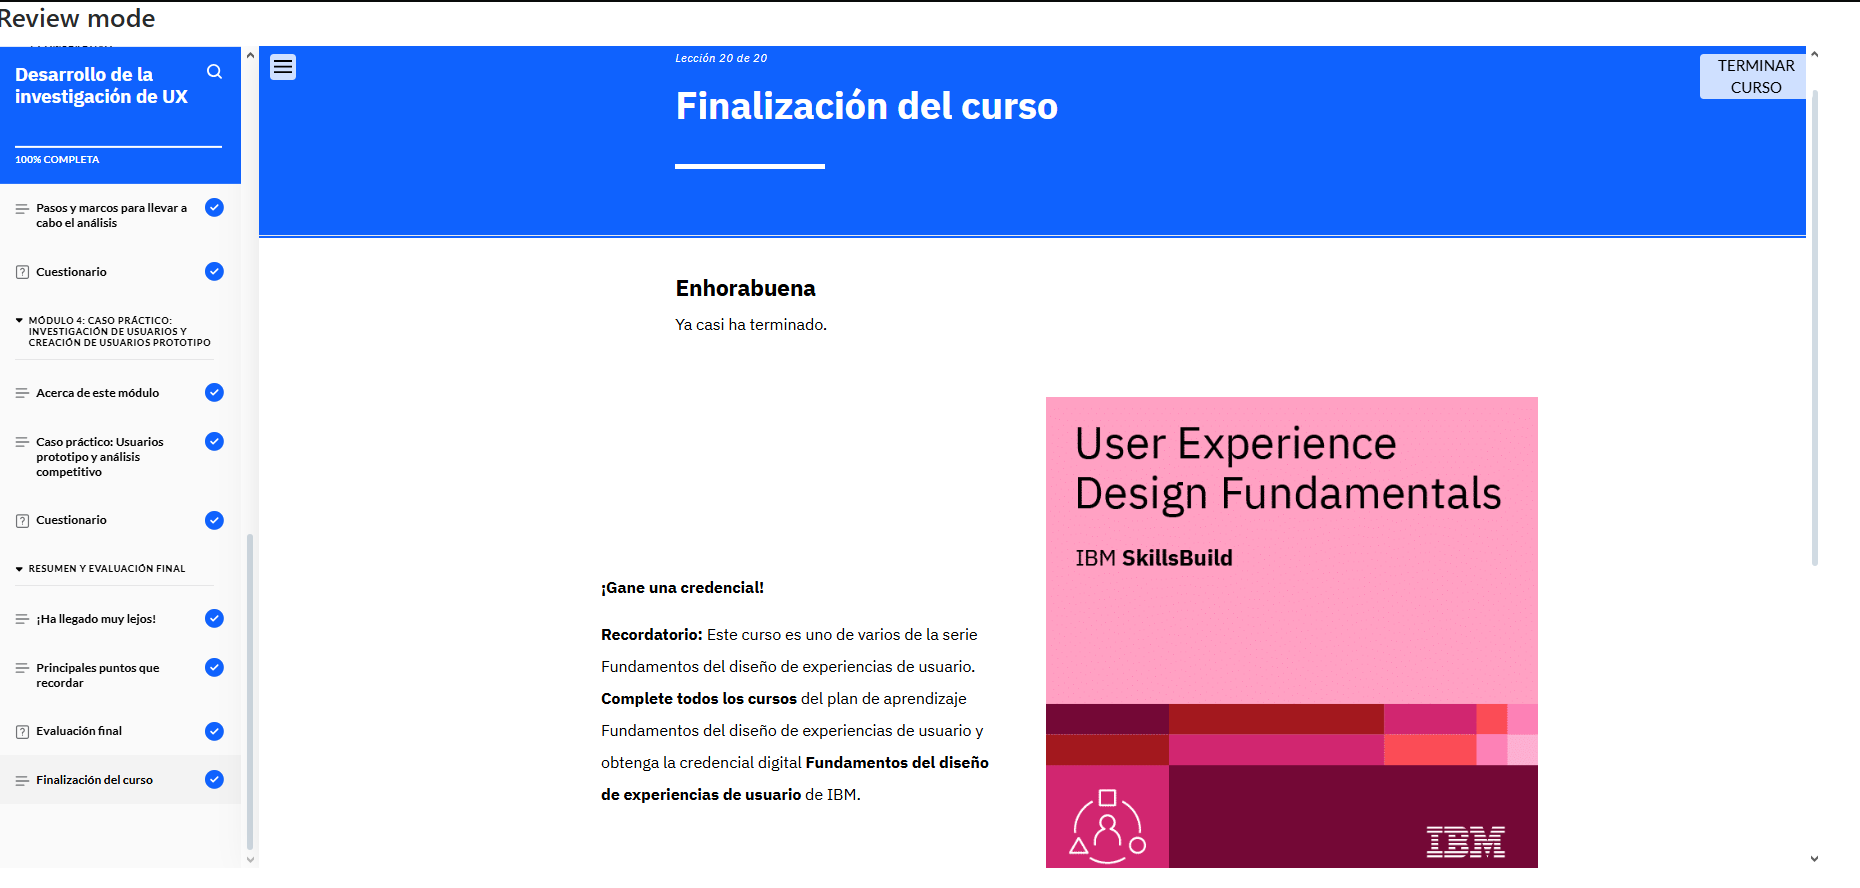 Review mode
Desarrollo de la
investigación de UX
100% COMPLETA
Pasos y marcos para llevar a
cabo el análisis
Cuestionario
MÓDULO 4: CASO PRÁCTICO:
INVESTIGACIÓN DE USUARIOS Y
CREACIÓN DE USUARIOS PROTOTIPO
Acerca de este módulo
Caso práctico: Usuarios
prototipo y análisis
competitivo
Cuestionario
RESUMEN Y EVALUACIÓN FINAL
¡Ha llegado muy lejos!
Principales puntos que
recordar
Evaluación final
Finalización del curso
Lección 20 de 20
Finalización del curso
TERMINAR
CURSO
Enhorabuena
Ya casi ha terminado.
¡Gane una credencial!
Recordatorio: Este curso es uno de varios de la serie
Fundamentos del diseño de experiencias de usuario.
Complete todos los cursos del plan de aprendizaje
Fundamentos del diseño de experiencias de usuario y
obtenga la credencial digital Fundamentos del diseño
de experiencias de usuario de IBM.
User Experience
Design Fundamentals
IBM SkillsBuild
IBM